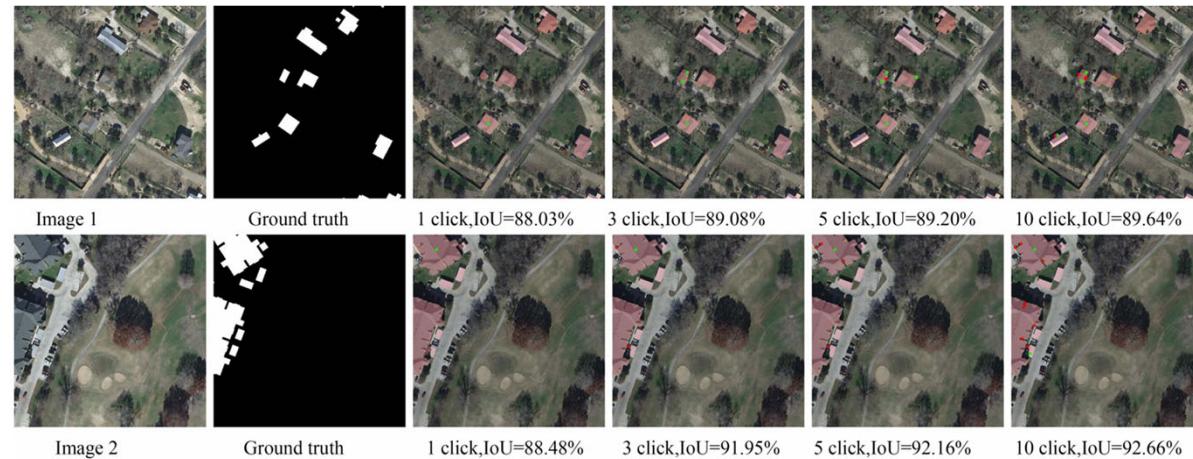 Image 1 Ground truth 1 click,IoU=88.03% 3 click,IoU=89.08% 5 click,IoU=89.20% 10 click,IoU=89.64%
Image 2 Ground truth 1 click,IoU=88.48% 3 click,IoU=91.95% 5 click,IoU=92.16% 10 click,IoU=92.66%